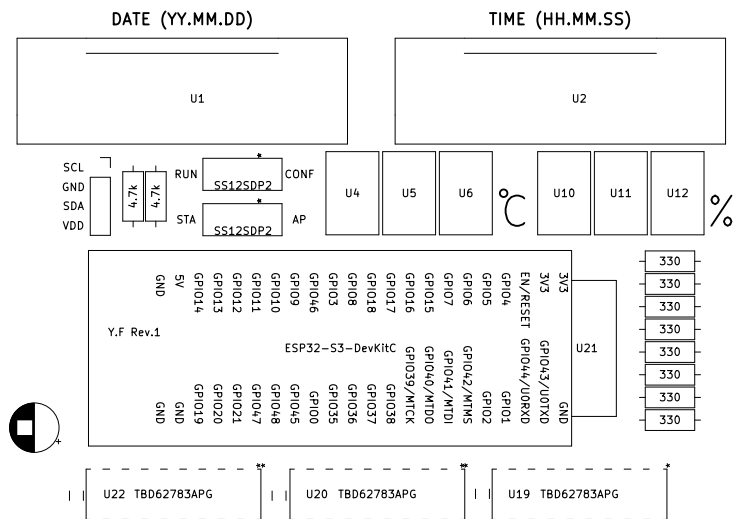 DATE (YY.MM.DD)
TIME (HH.MM.SS)
U1
U2
SCL
GND
SDA
VDD
4.7k
4.7k
RUN
SS12SDP2
CONF
STA
SS12SDP2
AP
U4
U5
U6
℃
U10
U11
U12
%
GND
5V
GPIO14
GPIO13
GPIO12
GPIO11
GPIO10
GPIO9
GPIO46
GPIO3
GPIO8
GPIO18
GPIO17
GPIO16
GPIO15
GPIO7
GPIO6
GPIO5
GPIO4
EN/RESET
3V3
3V3
Y.F Rev.1
ESP32-S3-DevKitC
U21
GND
GND
GPIO19
GPIO20
GPIO21
GPIO47
GPIO48
GPIO45
GPIO0
GPIO35
GPIO36
GPIO37
GPIO38
GPIO39/MTCK
GPIO40/MTDO
GPIO41/MTDI
GPIO42/MTMS
GPIO2
GPIO1
GPIO44/U0RXD
GPIO43/U0TXD
GND
330
330
330
330
330
330
330
330
+
U22 TBD62783APG
U20 TBD62783APG
U19 TBD62783APG